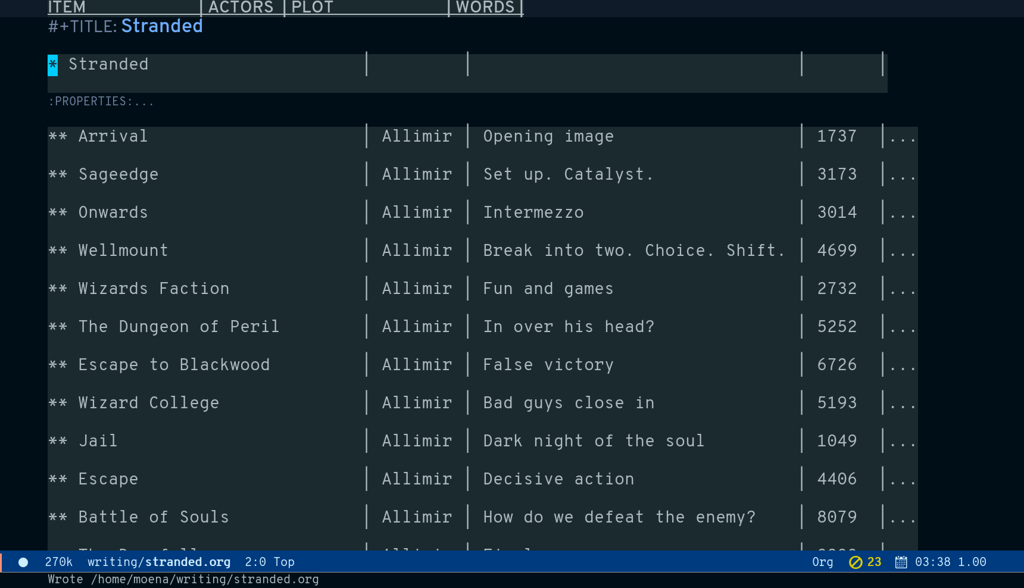 ITEM | ACTORS | PLOT | WORDS |
#+TITLE: Stranded
* Stranded | | | |
:PROPERTIES:...
** Arrival | Allimir | Opening image | 1737 |...
** Sageedge | Allimir | Set up. Catalyst. | 3173 |...
** Onwards | Allimir | Intermezzo | 3014 |...
** Wellmount | Allimir | Break into two. Choice. Shift. | 4699 |...
** Wizards Faction | Allimir | Fun and games | 2732 |...
** The Dungeon of Peril | Allimir | In over his head? | 5252 |...
** Escape to Blackwood | Allimir | False victory | 6726 |...
** Wizard College | Allimir | Bad guys close in | 5193 |...
** Jail | Allimir | Dark night of the soul | 1049 |...
** Escape | Allimir | Decisive action | 4406 |...
** Battle of Souls | Allimir | How do we defeat the enemy? | 8079 |...
270k writing/stranded.org 2:0 Top Org 23 03:38 1.00
Wrote /home/moena/writing/stranded.org